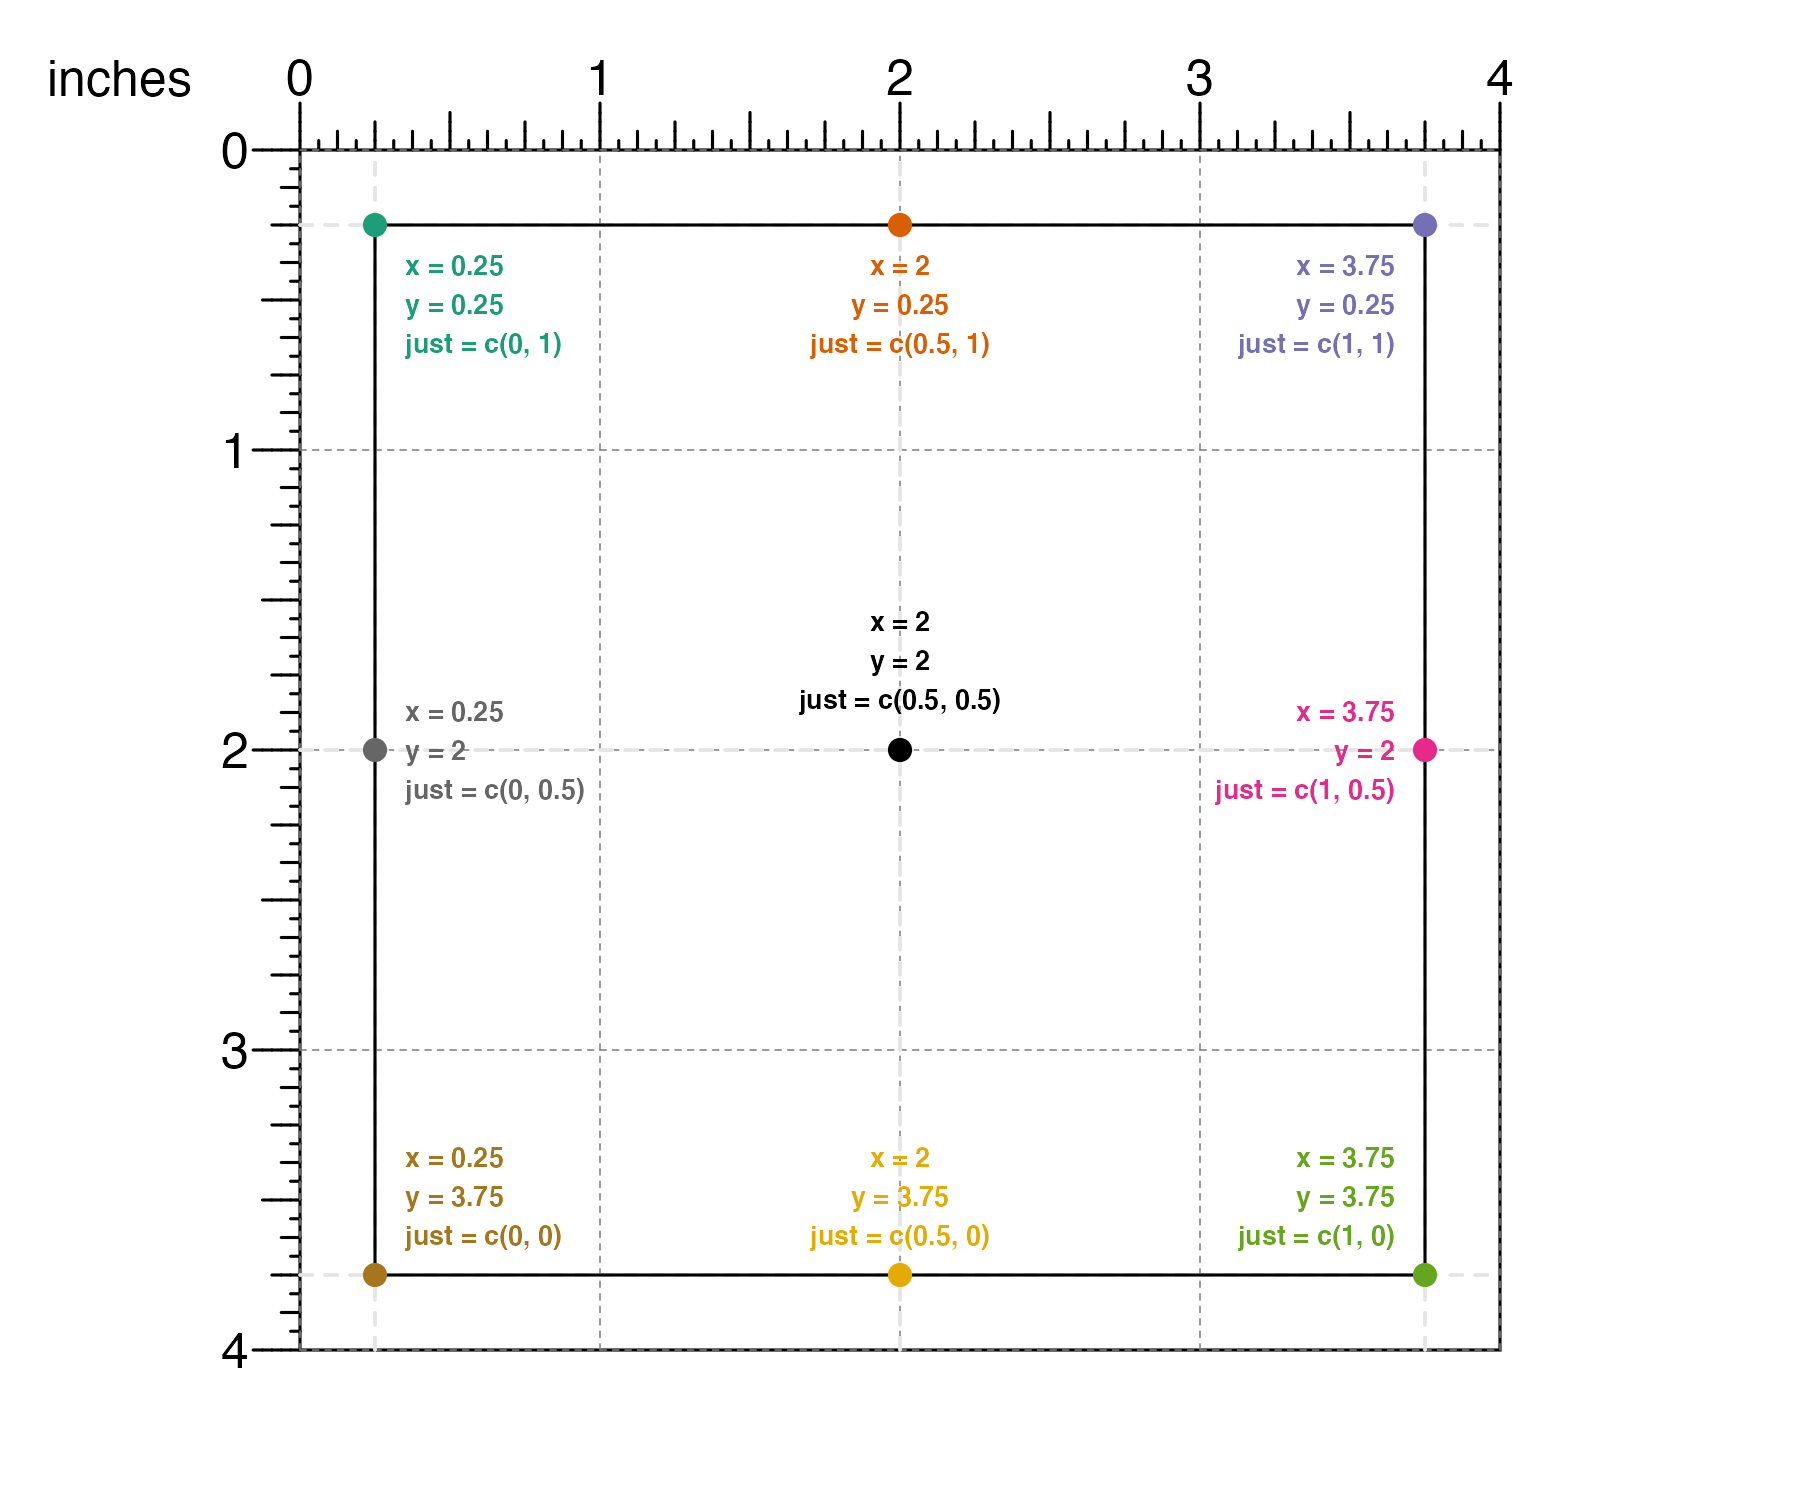 inches
0 1 2 3 4
0
x = 0.25
y = 0.25
just = c(0, 1)
x = 2
y = 0.25
just = c(0.5, 1)
x = 3.75
y = 0.25
just = c(1, 1)
1
x = 2
y = 2
just = c(0.5, 0.5)
2
x = 0.25
y = 2
just = c(0, 0.5)
x = 3.75
y = 2
just = c(1, 0.5)
3
x = 0.25
y = 3.75
just = c(0, 0)
x = 2
y = 3.75
just = c(0.5, 0)
x = 3.75
y = 3.75
just = c(1, 0)
4